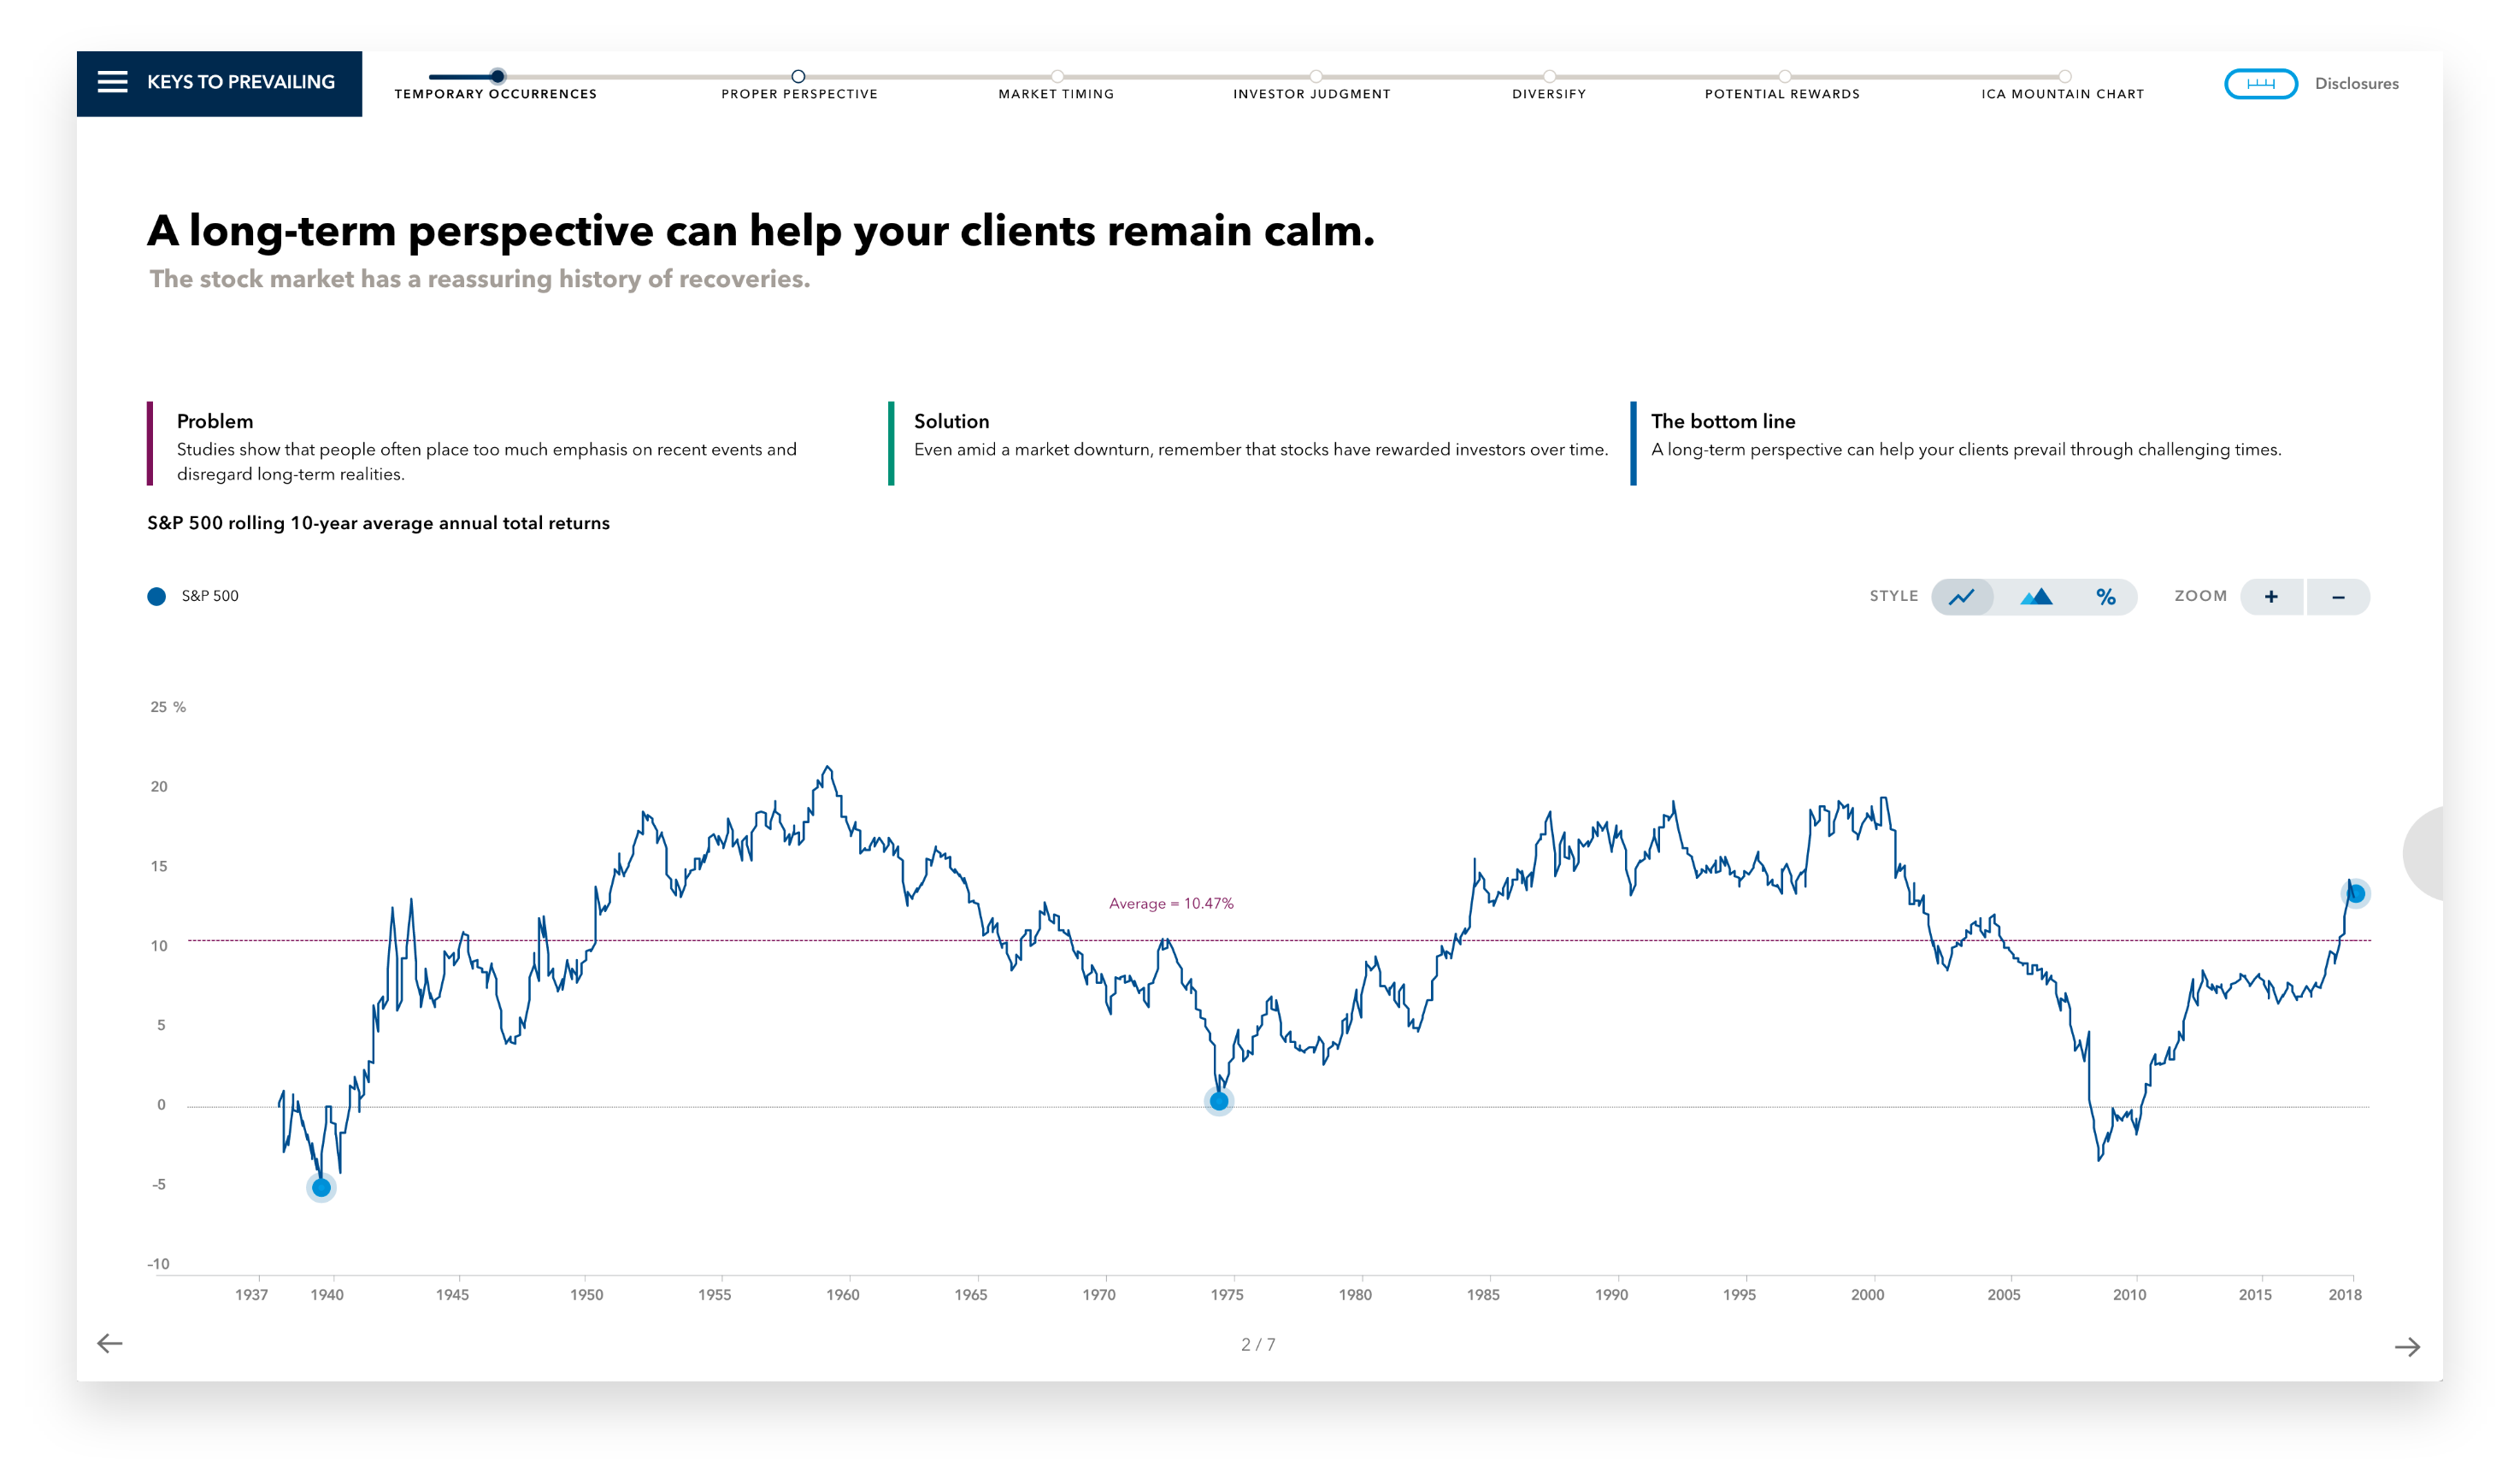 KEYS TO PREVAILING
TEMPORARY OCCURRENCES
PROPER PERSPECTIVE
MARKET TIMING
INVESTOR JUDGMENT
DIVERSIFY
POTENTIAL REWARDS
ICA MOUNTAIN CHART
Disclosures
A long-term perspective can help your clients remain calm.
The stock market has a reassuring history of recoveries.
Problem
Studies show that people often place too much emphasis on recent events and
disregard long-term realities.
Solution
Even amid a market downturn, remember that stocks have rewarded investors over time.
The bottom line
A long-term perspective can help your clients prevail through challenging times.
S&P 500 rolling 10-year average annual total returns
S&P 500
STYLE
%
ZOOM
+
−
25 %
20
15
10
5
0
-5
-10
Average = 10.47%
1937
1940
1945
1950
1955
1960
1965
1970
1975
1980
1985
1990
1995
2000
2005
2010
2015
2018
2 / 7